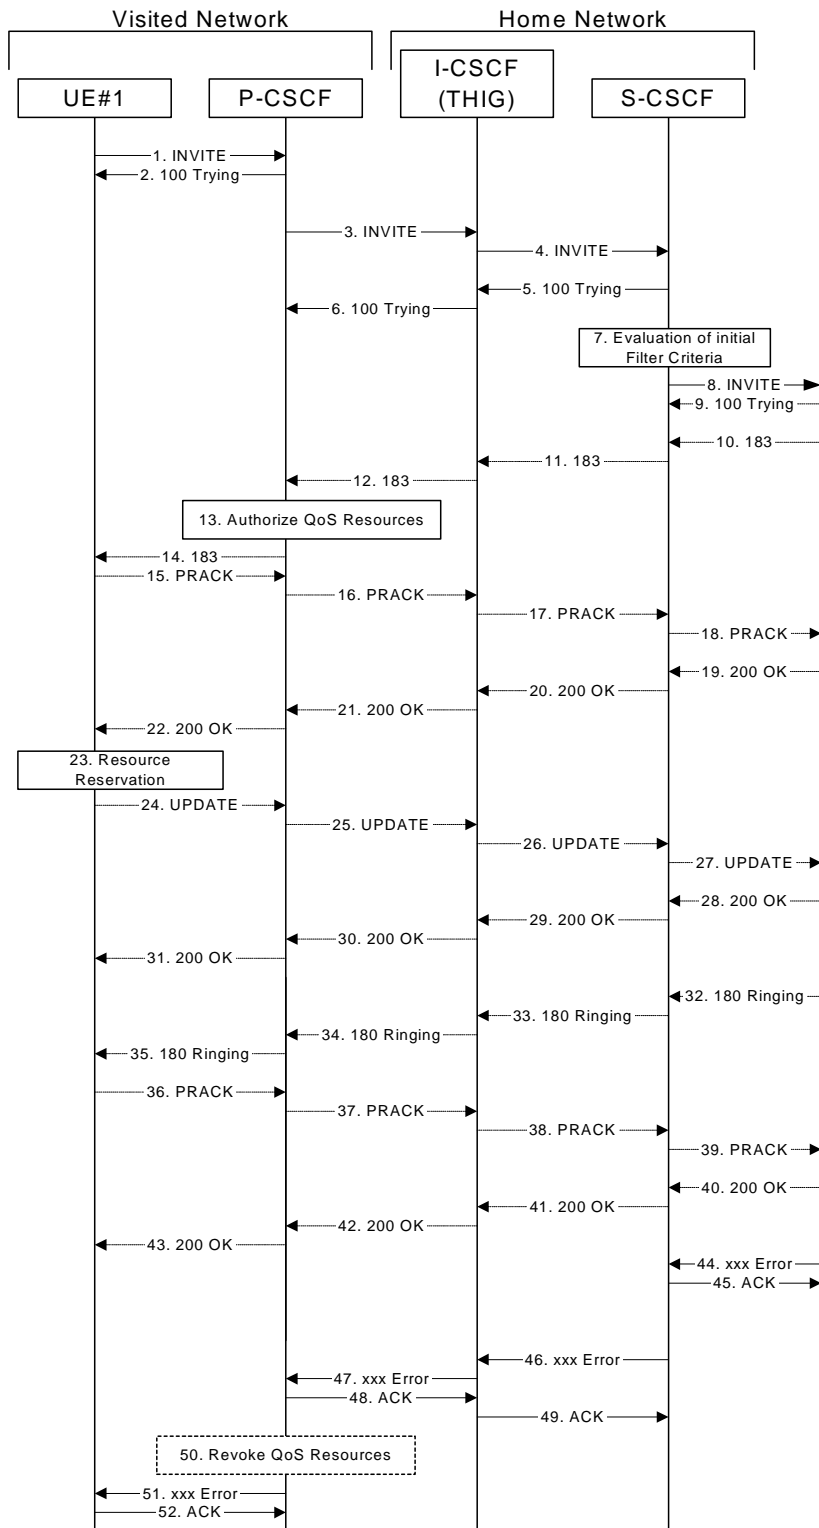 Visited Network
Home Network
UE#1
P-CSCF
I-CSCF
(THIG)
S-CSCF
1. INVITE
2. 100 Trying
3. INVITE
4. INVITE
5. 100 Trying
6. 100 Trying
7. Evaluation of initial
Filter Criteria
8. INVITE
9. 100 Trying
10. 183
11. 183
12. 183
13. Authorize QoS Resources
14. 183
15. PRACK
16. PRACK
17. PRACK
18. PRACK
19. 200 OK
20. 200 OK
21. 200 OK
22. 200 OK
23. Resource
Reservation
24. UPDATE
25. UPDATE
26. UPDATE
27. UPDATE
28. 200 OK
29. 200 OK
30. 200 OK
31. 200 OK
32. 180 Ringing
33. 180 Ringing
34. 180 Ringing
35. 180 Ringing
36. PRACK
37. PRACK
38. PRACK
39. PRACK
40. 200 OK
41. 200 OK
42. 200 OK
43. 200 OK
44. xxx Error
45. ACK
46. xxx Error
47. xxx Error
48. ACK
49. ACK
50. Revoke QoS Resources
51. xxx Error
52. ACK